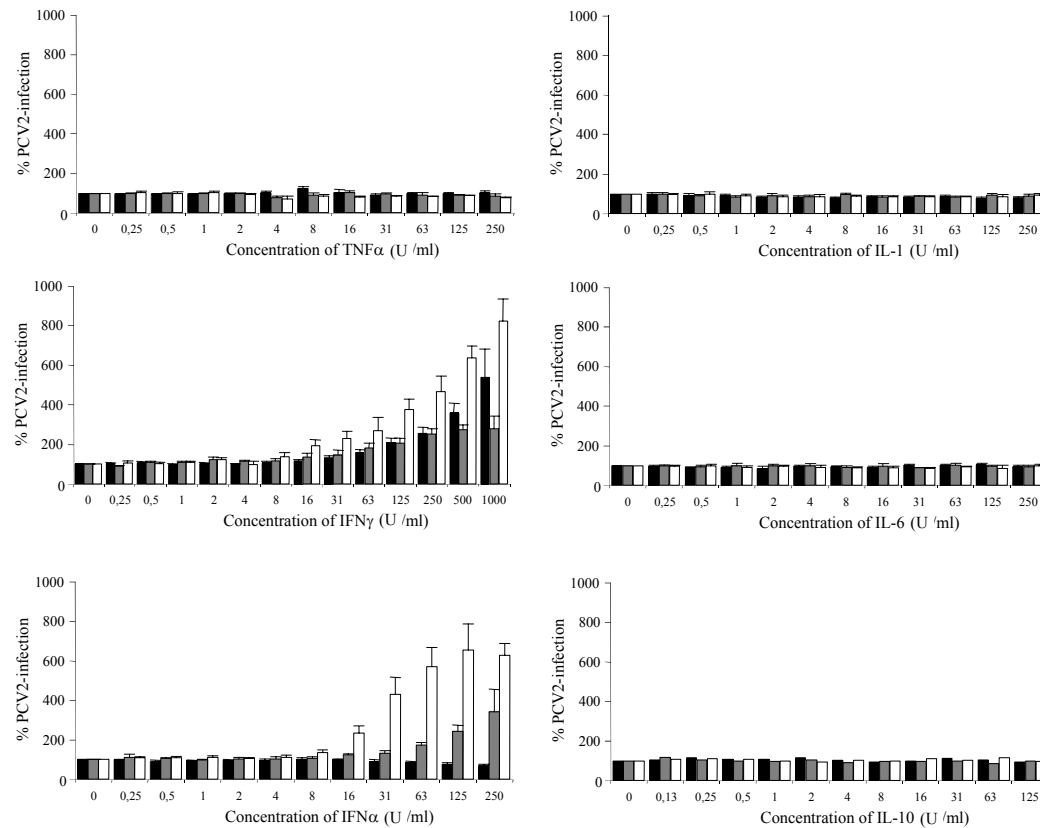 1000
800
600
400
200
0
% PCV2-infection
0 0,25 0,5 1 2 4 8 16 31 63 125 250
Concentration of TNFα (U /ml)
1000
800
600
400
200
0
% PCV2-infection
0 0,25 0,5 1 2 4 8 16 31 63 125 250
Concentration of IL-1 (U /ml)
1000
800
600
400
200
0
% PCV2-infection
0 0,25 0,5 1 2 4 8 16 31 63 125 250 500 1000
Concentration of IFNγ (U /ml)
1000
800
600
400
200
0
% PCV2-infection
0 0,25 0,5 1 2 4 8 16 31 63 125 250
Concentration of IL-6 (U /ml)
1000
800
600
400
200
0
% PCV2-infection
0 0,25 0,5 1 2 4 8 16 31 63 125 250
Concentration of IFNα (U /ml)
1000
800
600
400
200
0
% PCV2-infection
0 0,13 0,25 0,5 1 2 4 8 16 31 63 125
Concentration of IL-10 (U /ml)